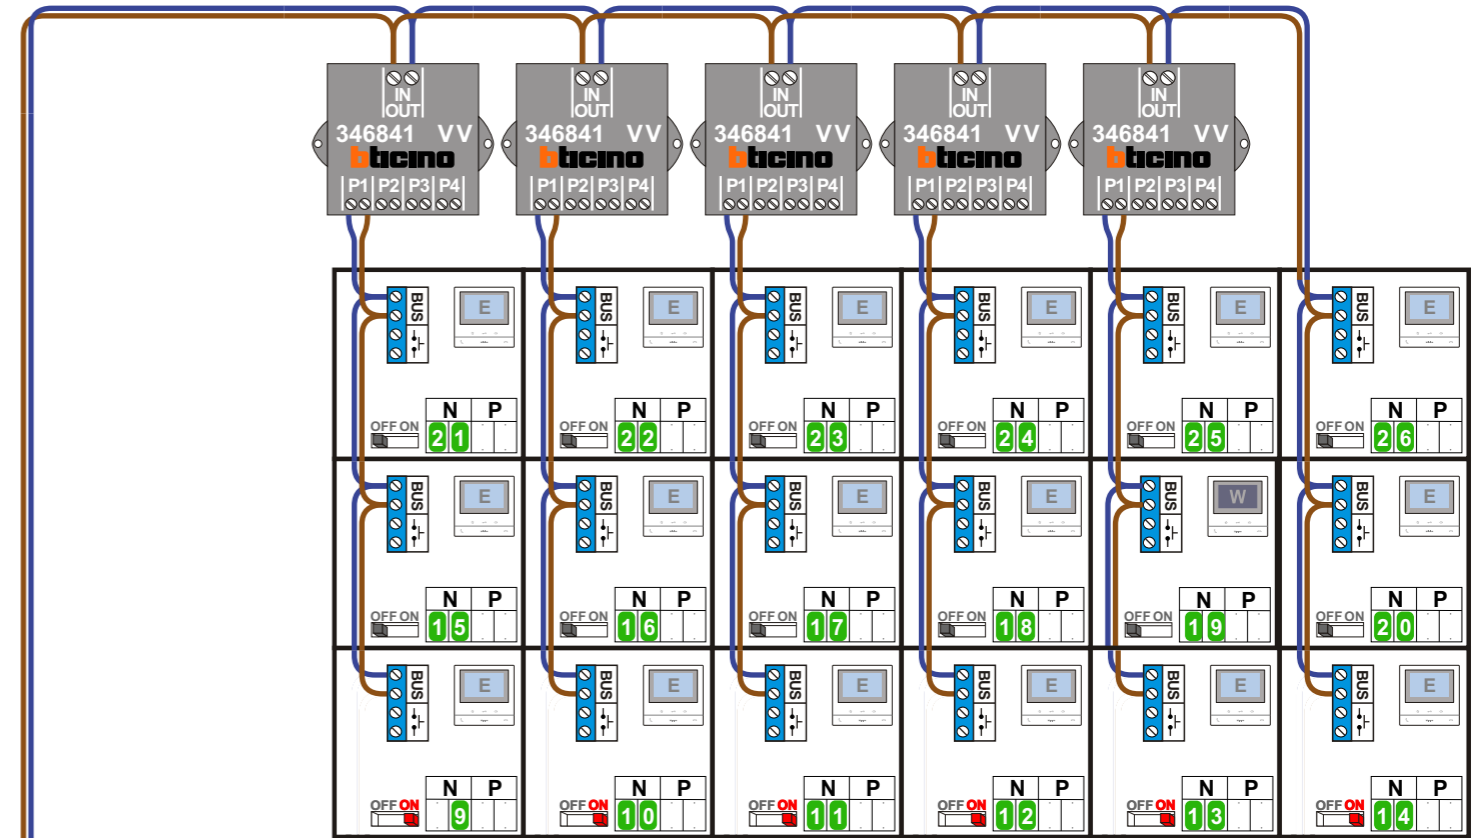 IN IN IN IN IN
OUT OUT OUT OUT OUT
346841 VV 346841 VV 346841 VV 346841 VV 346841 VV
bticino bticino bticino bticino bticino
P1 P2 P3 P4 P1 P2 P3 P4 P1 P2 P3 P4 P1 P2 P3 P4 P1 P2 P3 P4
BUS E BUS E BUS E BUS E BUS E BUS E
N P N P N P N P N P N P
OFF ON 21 OFF ON 22 OFF ON 23 OFF ON 24 OFF ON 25 OFF ON 26
BUS E BUS E BUS E BUS E BUS W BUS E
N P N P N P N P N P N P
OFF ON 15 OFF ON 16 OFF ON 17 OFF ON 18 OFF ON 19 OFF ON 20
BUS E BUS E BUS E BUS E BUS E BUS E
N P N P N P N P N P N P
OFF ON 9 OFF ON 10 OFF ON 11 OFF ON 12 OFF ON 13 OFF ON 14